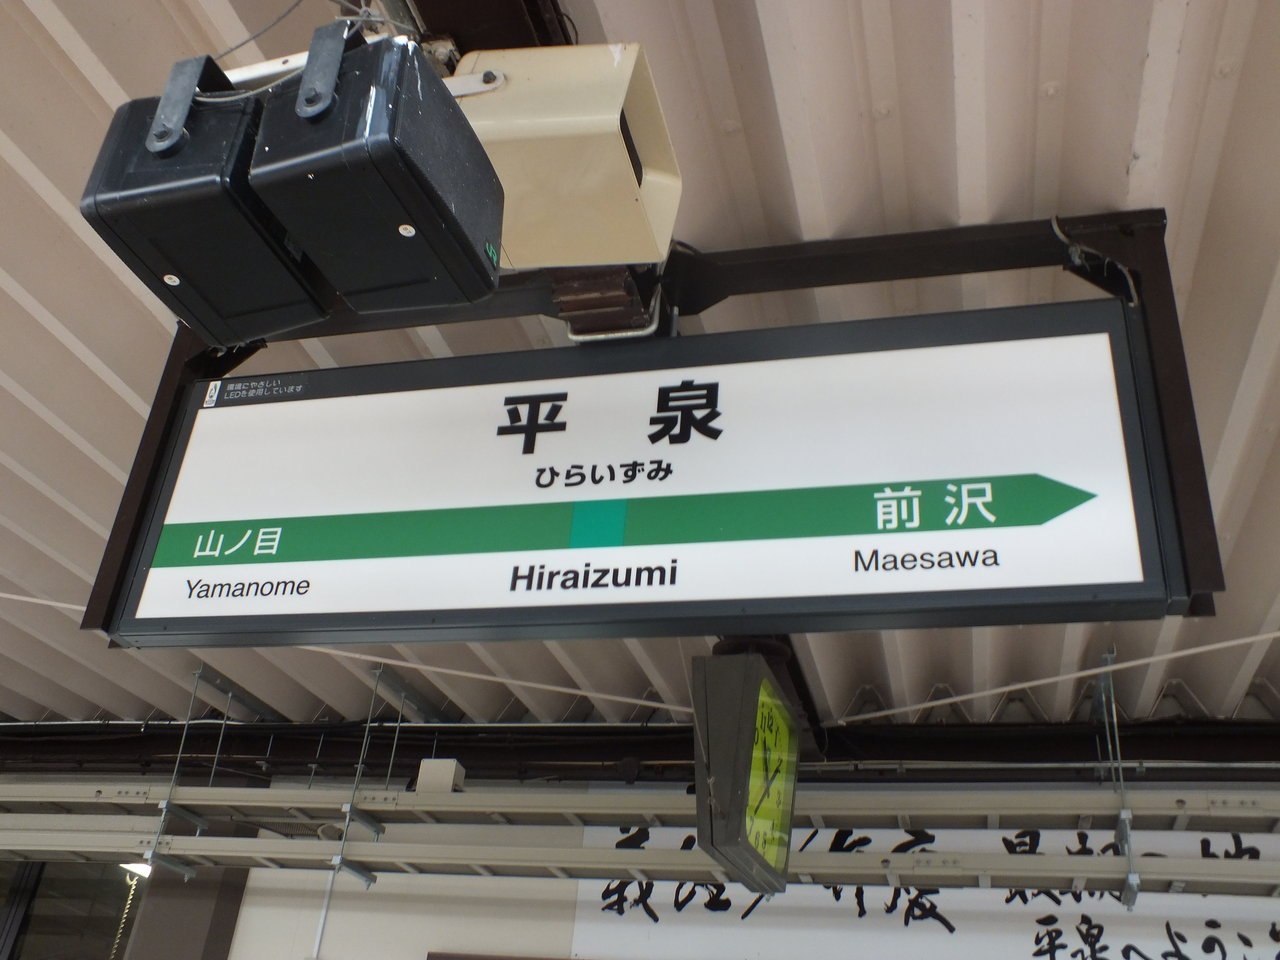 環境にやさしい
LEDを使用しています
平泉
ひらいずみ
山ノ目
前沢
Yamanome
Hiraizumi
Maesawa
平泉へようこそ